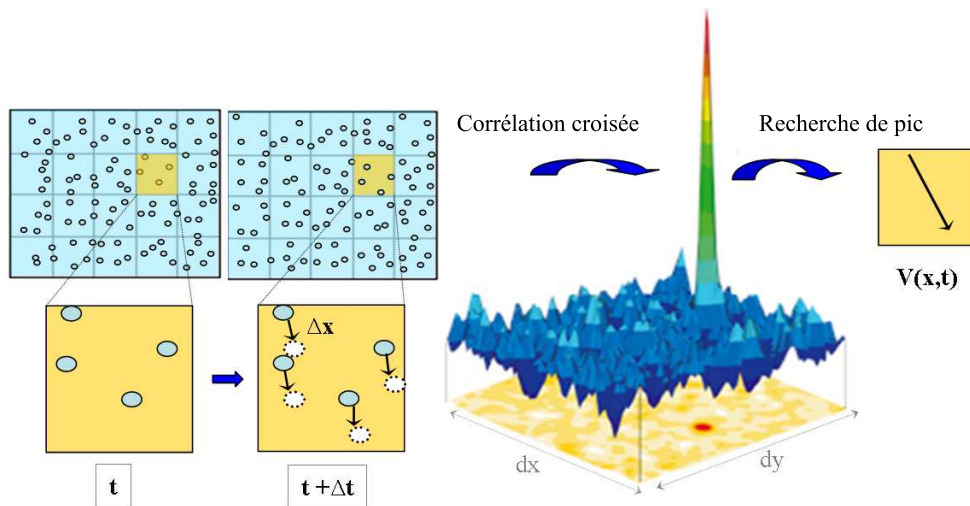 Corrélation croisée
Recherche de pic
V(x,t)
Δx
t
t +Δt
dx
dy